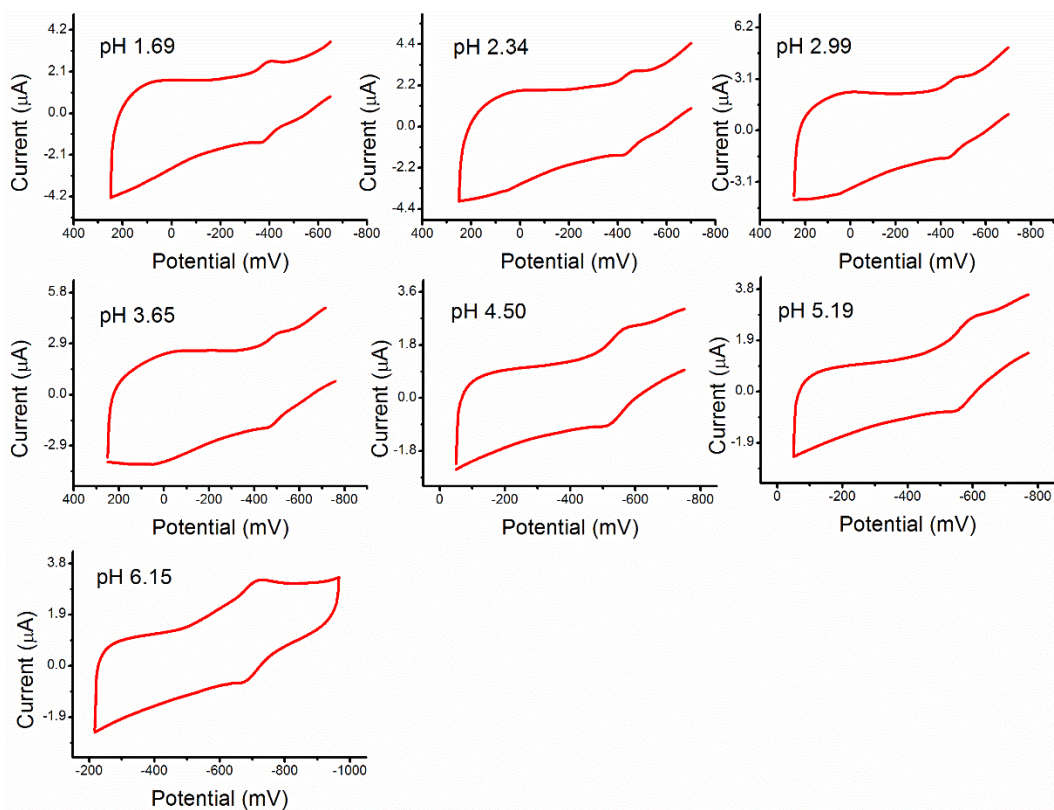 pH 1.69
Current (μA)
4.2
2.1
0.0
-2.1
-4.2
400 200 0 -200 -400 -600 -800
Potential (mV)
pH 2.34
Current (μA)
4.4
2.2
0.0
-2.2
-4.4
400 200 0 -200 -400 -600 -800
Potential (mV)
pH 2.99
Current (μA)
6.2
3.1
0.0
-3.1
400 200 0 -200 -400 -600 -800
Potential (mV)
pH 3.65
Current (μA)
5.8
2.9
0.0
-2.9
400 200 0 -200 -400 -600 -800
Potential (mV)
pH 4.50
Current (μA)
3.6
1.8
0.0
-1.8
0 -200 -400 -600 -800
Potential (mV)
pH 5.19
Current (μA)
3.8
1.9
0.0
-1.9
0 -200 -400 -600 -800
Potential (mV)
pH 6.15
Current (μA)
3.8
1.9
0.0
-1.9
-200 -400 -600 -800 -1000
Potential (mV)